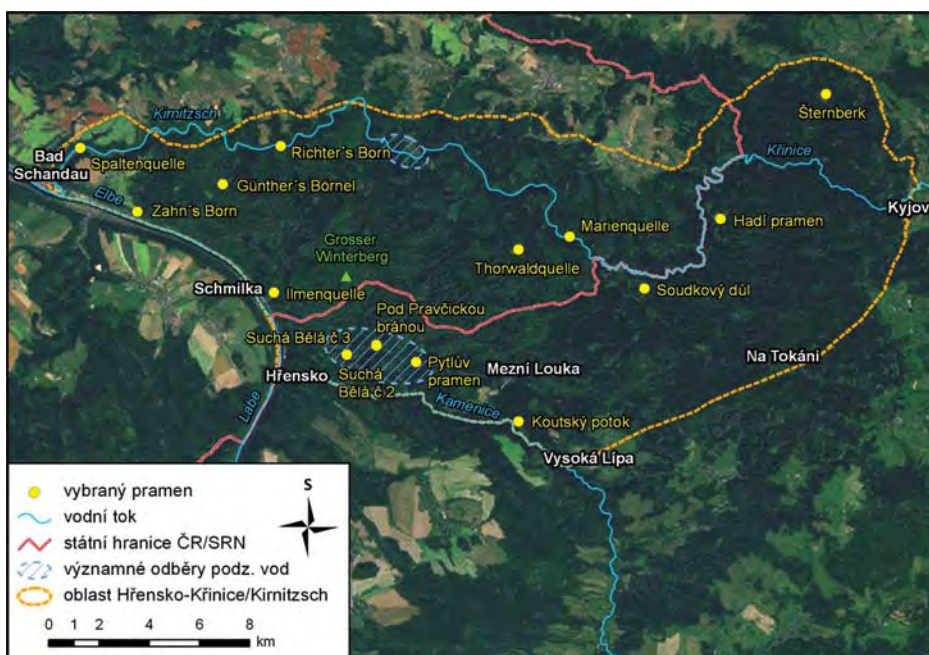 Kirnitzsch
Šternberk
Bad
Schandau
Spaltenquelle
Richter´s Born
Křinice
Günther´s Börnel
Elbe
Kyjov
Zahn´s Born
Marienquelle
Hadí pramen
Grosser
Winterberg
Thorwaldquelle
Schmilka
Ilmenquelle
Soudkový důl
Pod Pravčickou
bránou
Suchá Bělá č.3
Na Tokání
Pytlův
pramen
Mezní Louka
Hřensko
Suchá
Bělá č.2
Kamenice
Labe
Koutský potok
Vysoká Lípa
vybraný pramen
vodní tok
státní hranice ČR/SRN
významné odběry podz. vod
oblast Hřensko-Křinice/Kirnitzsch
S
0 1 2 4 6 8
km